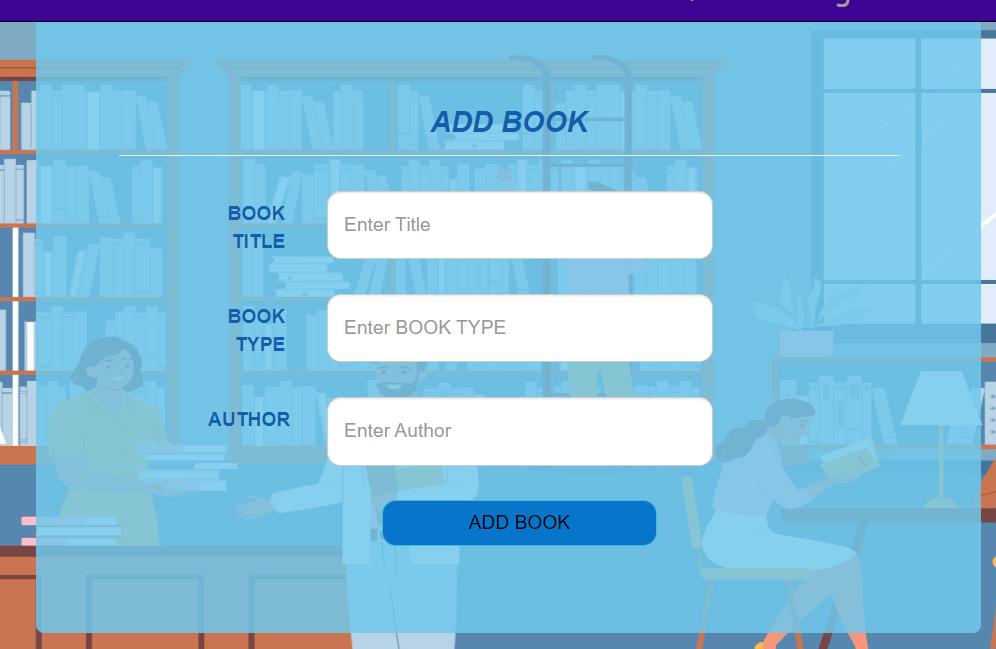 ADD BOOK
BOOK
TITLE
Enter Title
BOOK
TYPE
Enter BOOK TYPE
AUTHOR
Enter Author
ADD BOOK